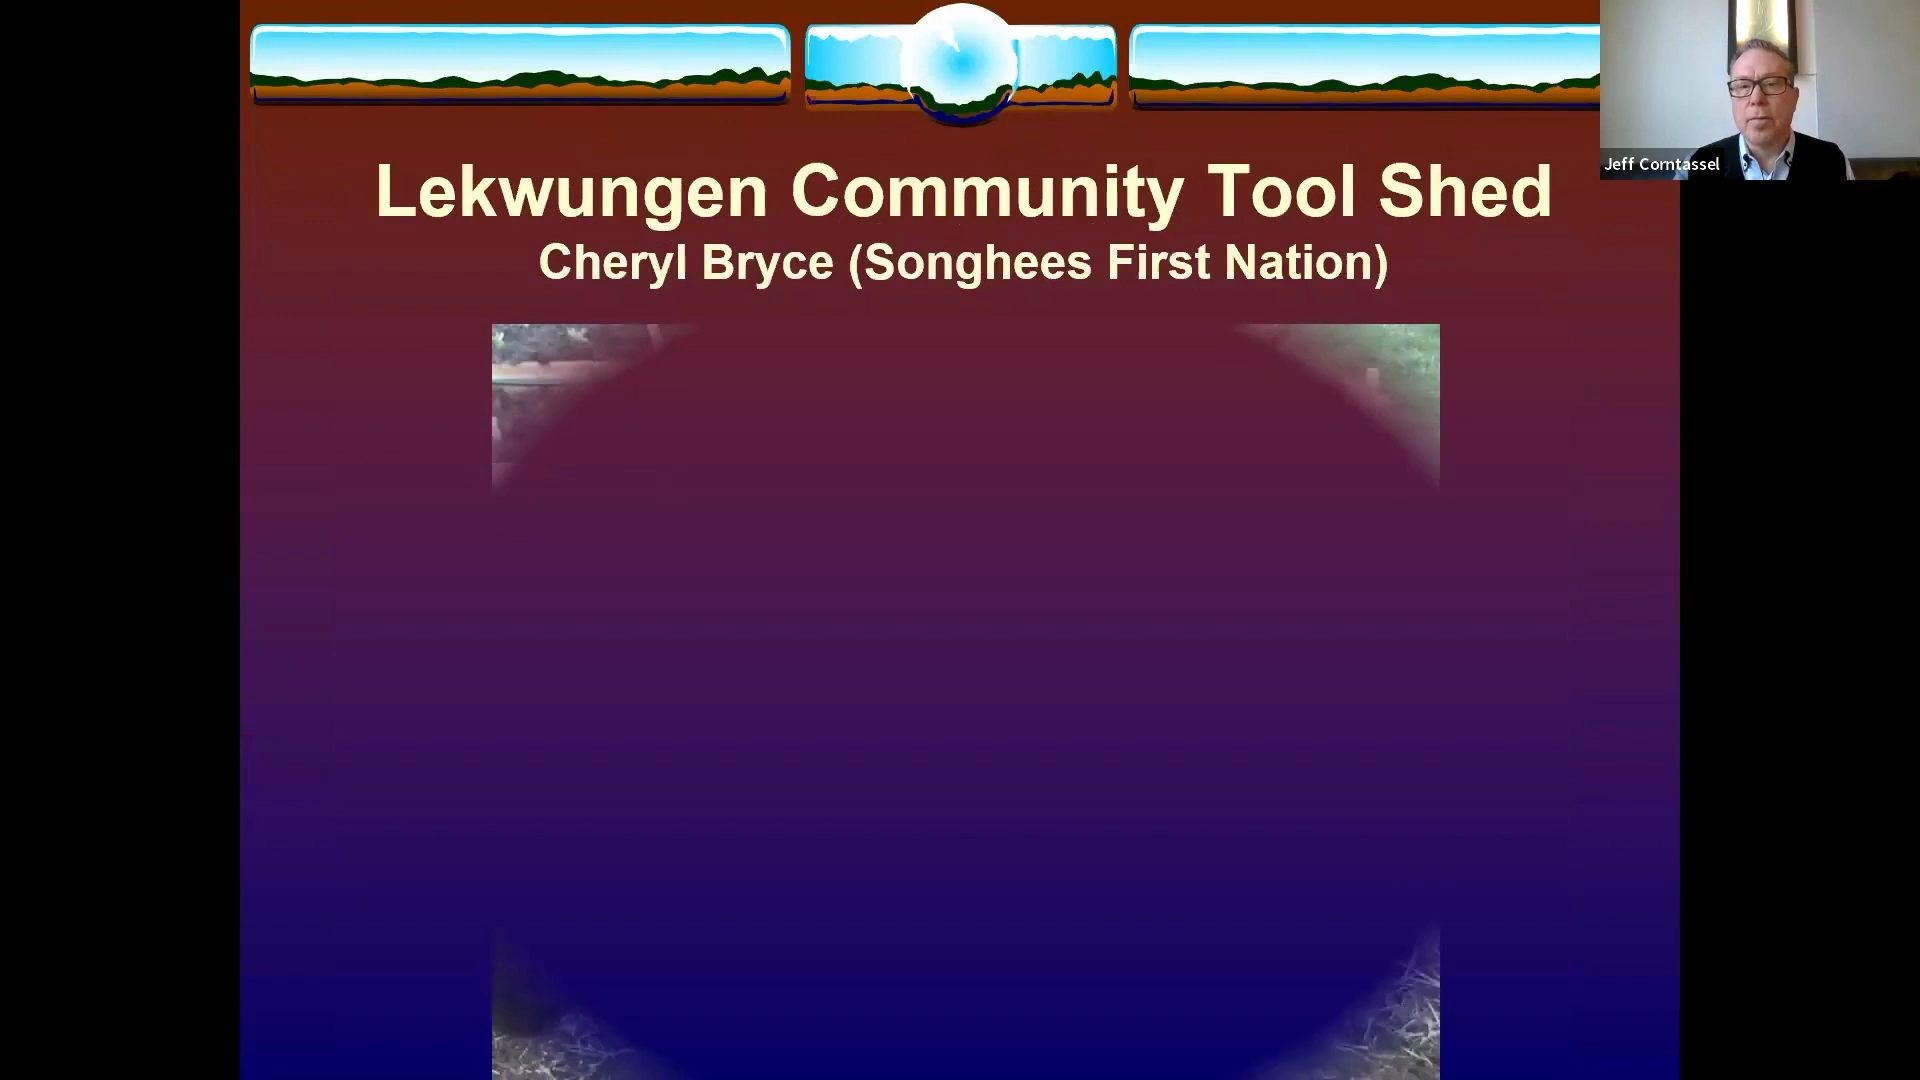 Lekwungen Community Tool Shed
Cheryl Bryce (Songhees First Nation)
Jeff Corntassel